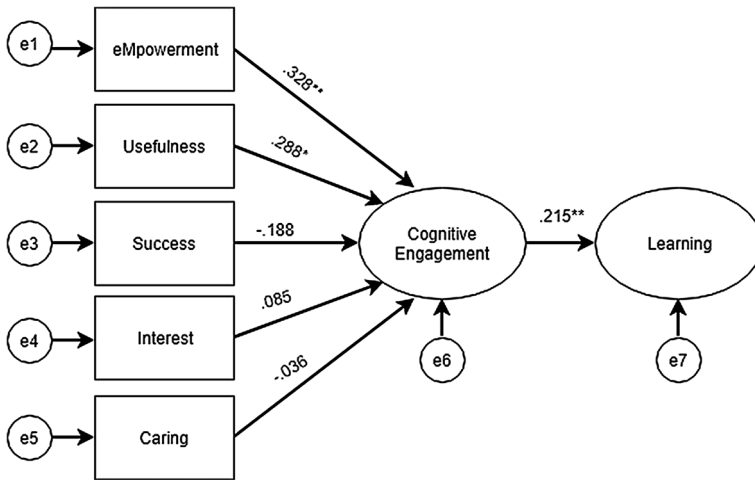 e1
eMpowerment
.328**
e2
Usefulness
.288*
e3
Success
-.188
Cognitive
Engagement
.215**
Learning
e4
Interest
.085
e6
e7
-.036
e5
Caring